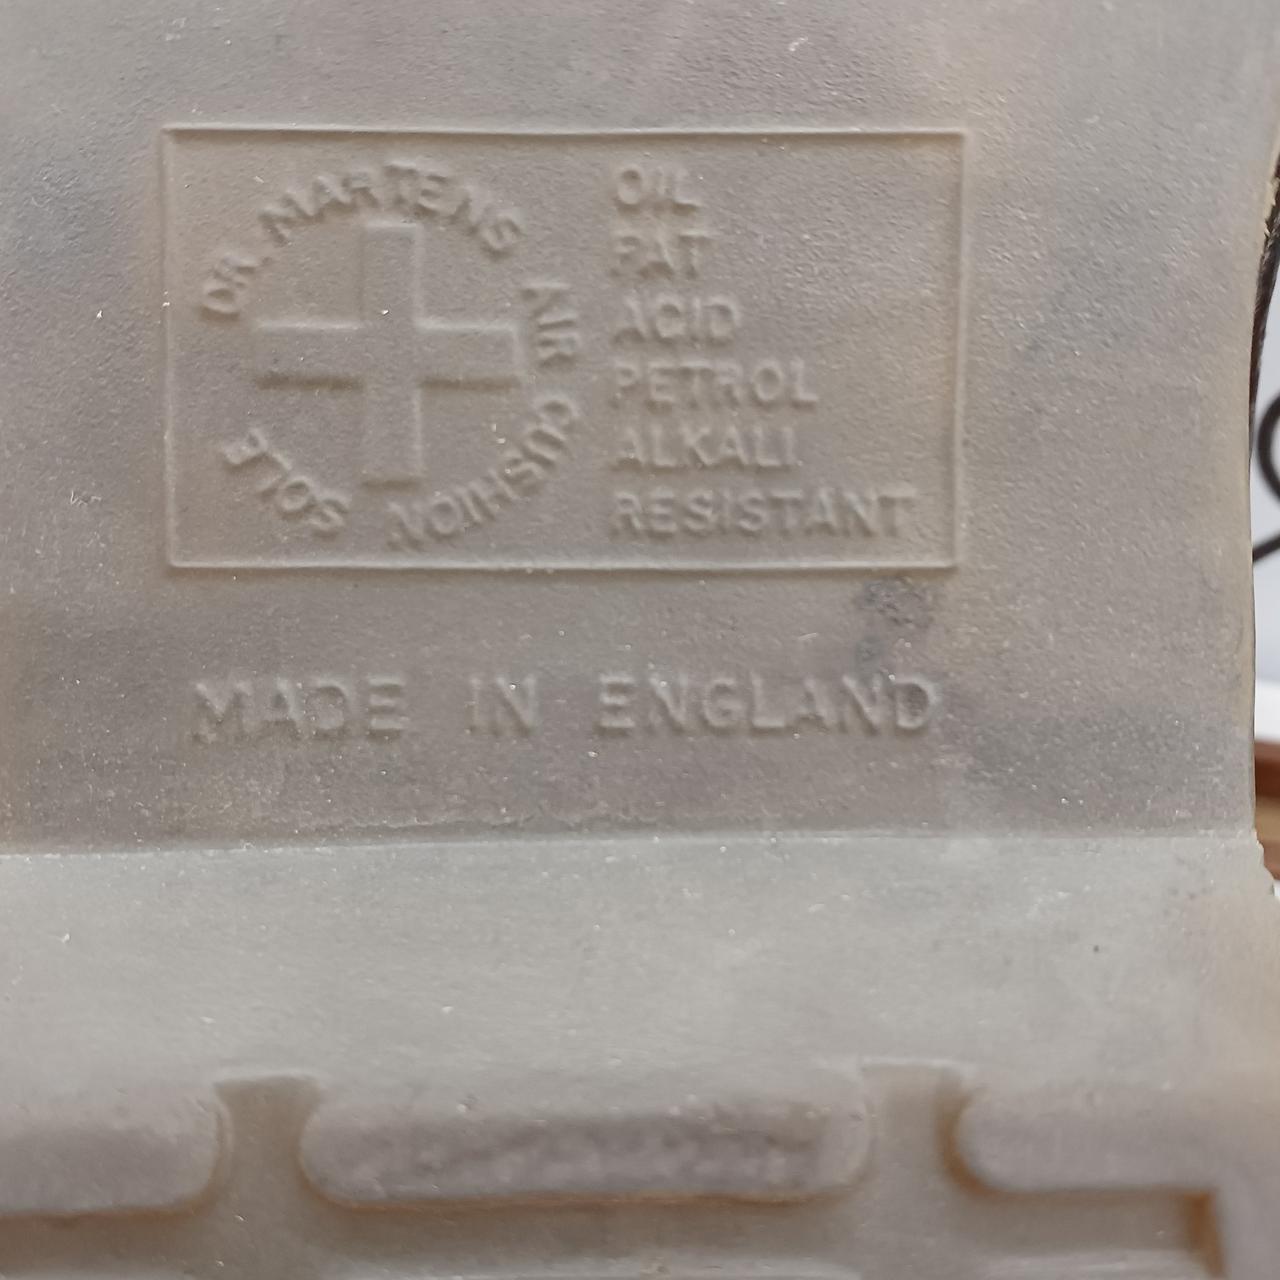 DR. MARTENS AIR CUSHION SOLE
OIL
FAT
ACID
PETROL
ALKALI
RESISTANT
MADE IN ENGLAND